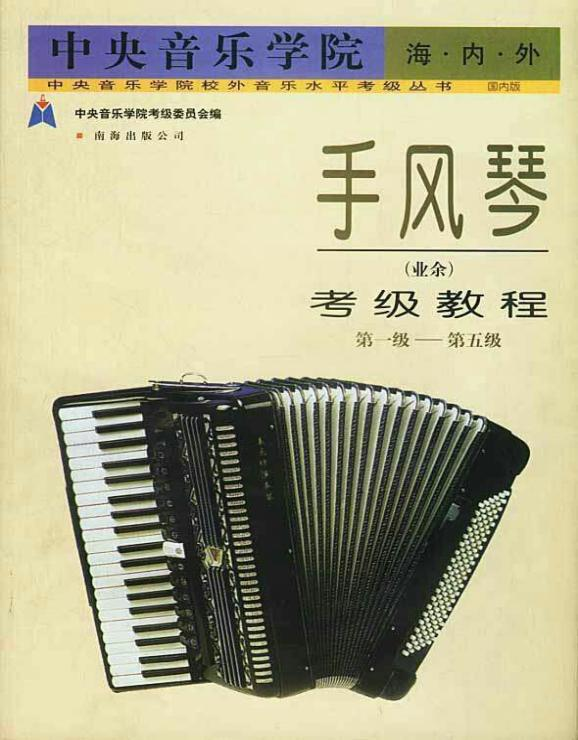 中央音乐学院 海·内·外
中央音乐学院校外音乐水平考级丛书 国内版
中央音乐学院考级委员会编
南海出版公司
手风琴
(业余)
考级教程
第一级——第五级